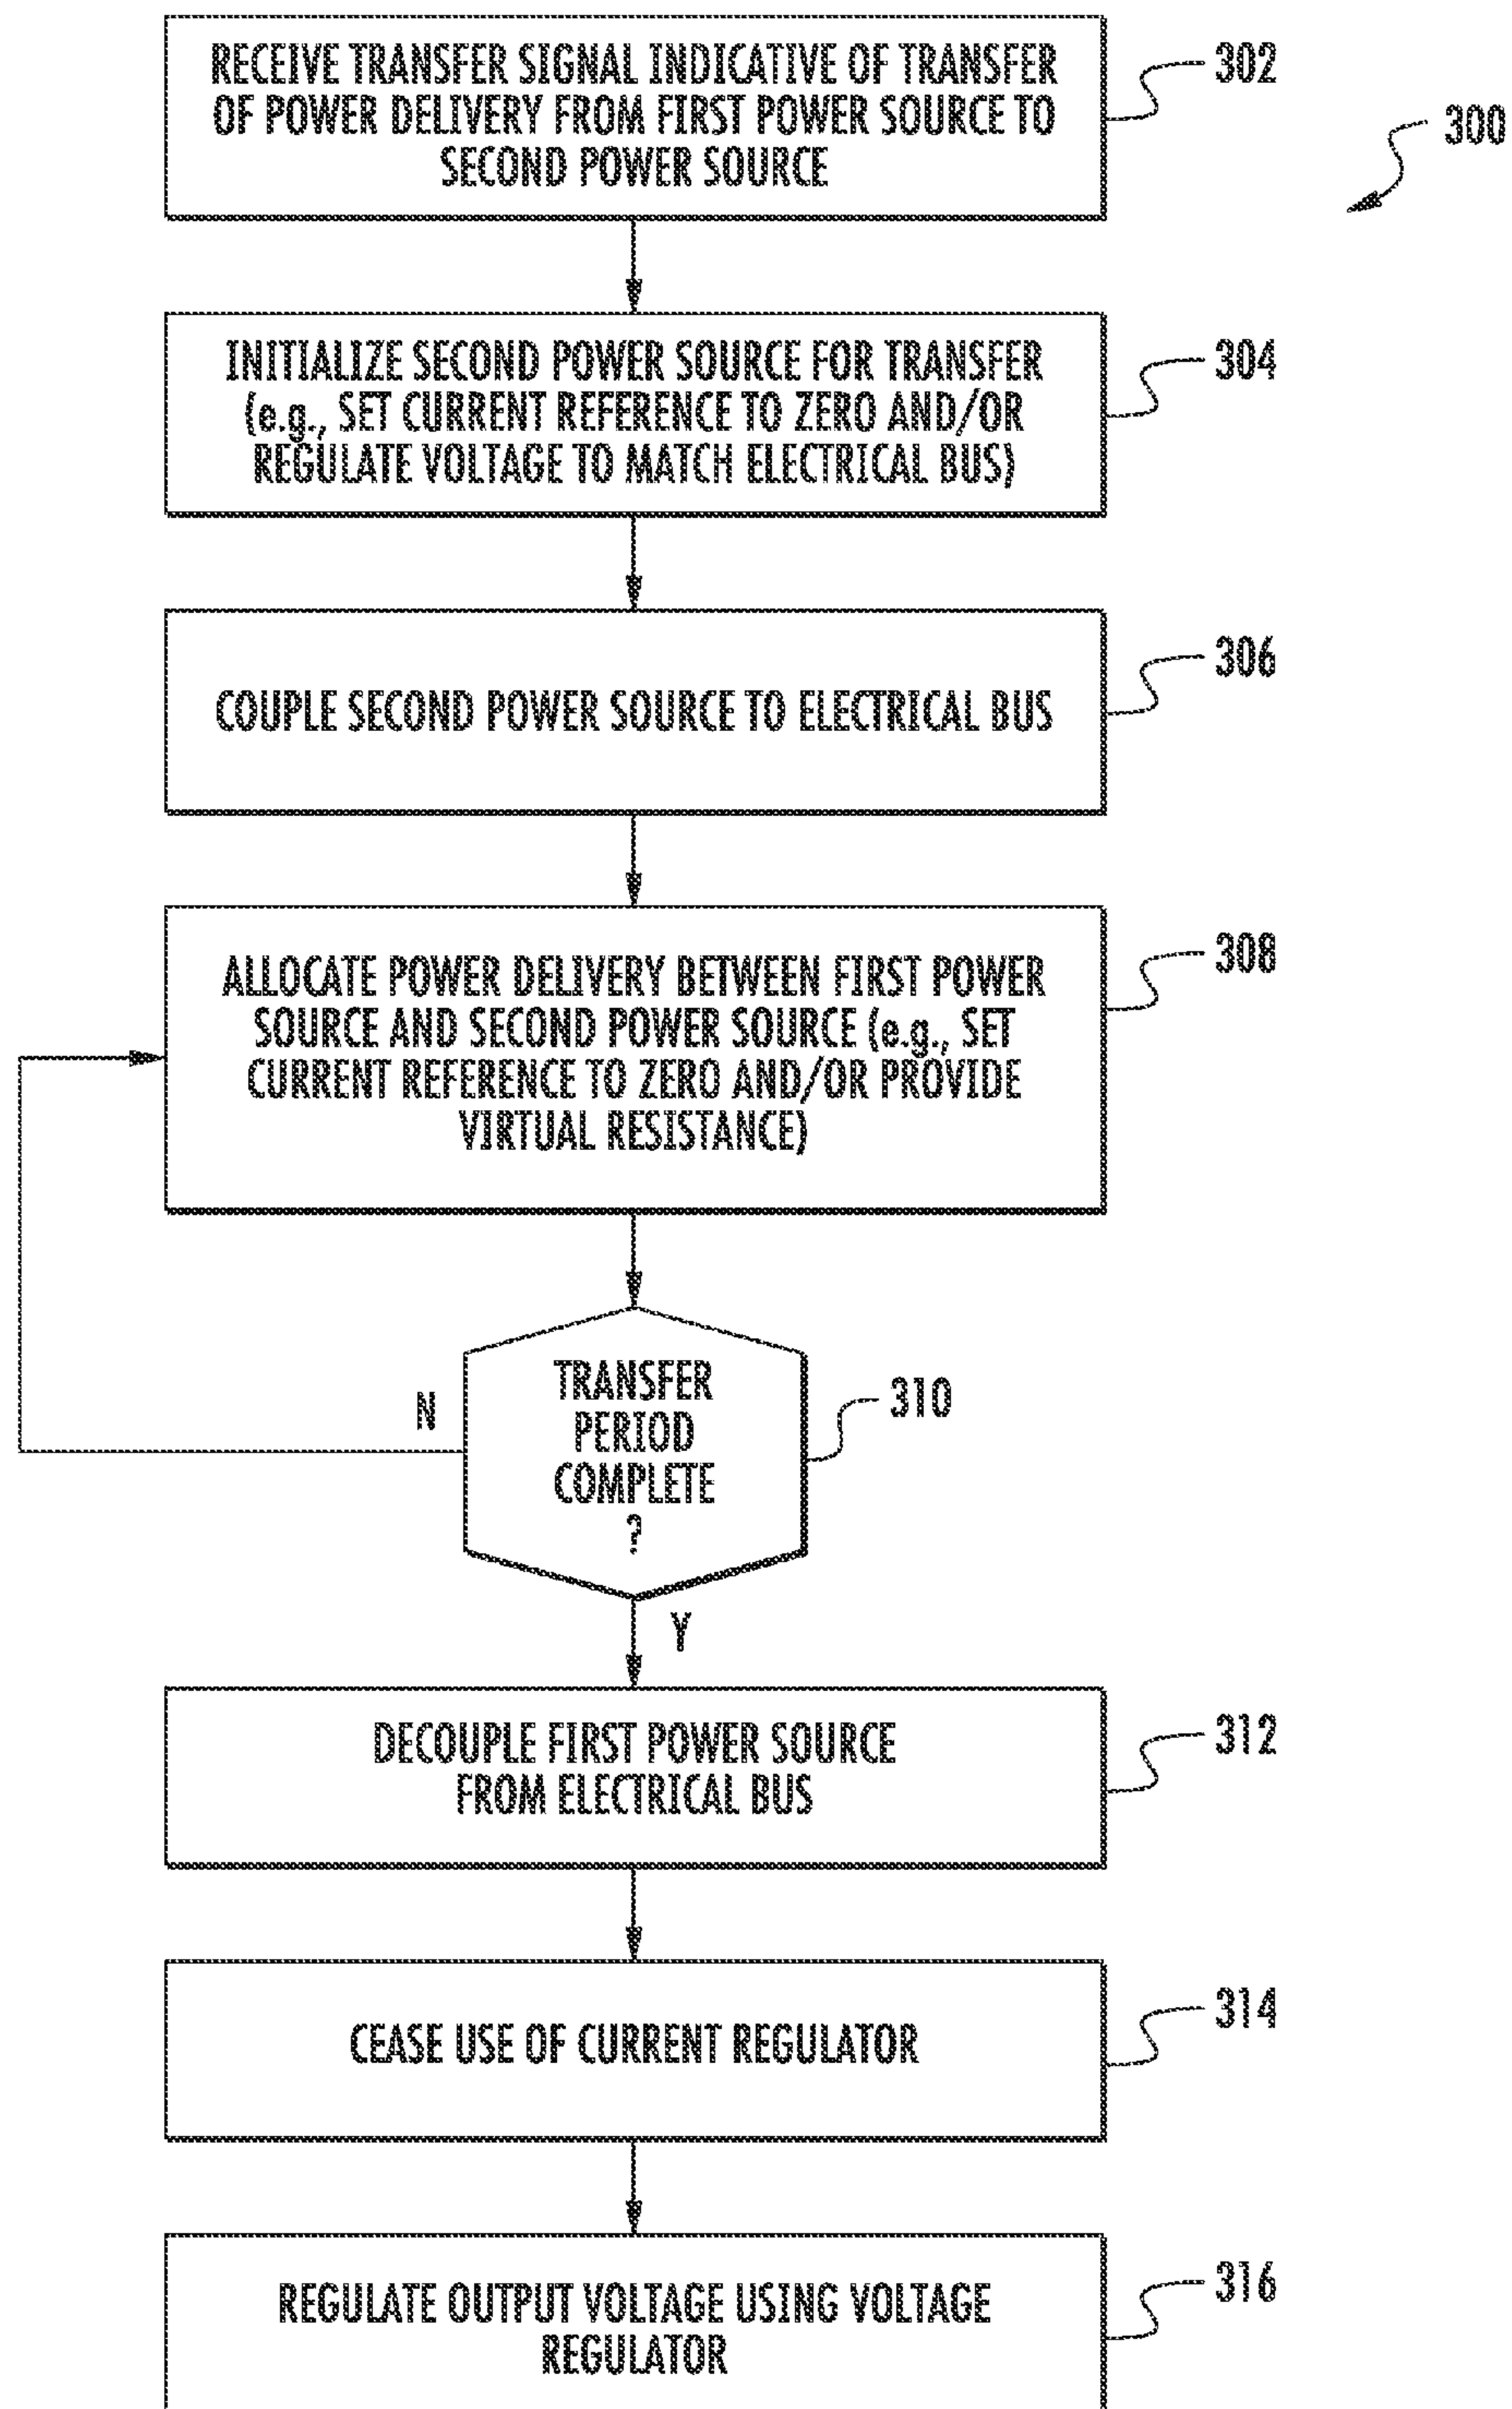 RECEIVE TRANSFER SIGNAL INDICATIVE OF TRANSFER
OF POWER DELIVERY FROM FIRST POWER SOURCE TO
SECOND POWER SOURCE
302
300
INITIALIZE SECOND POWER SOURCE FOR TRANSFER
(e.g., SET CURRENT REFERENCE TO ZERO AND/OR
REGULATE VOLTAGE TO MATCH ELECTRICAL BUS)
304
COUPLE SECOND POWER SOURCE TO ELECTRICAL BUS
306
ALLOCATE POWER DELIVERY BETWEEN FIRST POWER
SOURCE AND SECOND POWER SOURCE (e.g., SET
CURRENT REFERENCE TO ZERO AND/OR PROVIDE
VIRTUAL RESISTANCE)
308
TRANSFER
PERIOD
COMPLETE
?
310
N
Y
DECOUPLE FIRST POWER SOURCE
FROM ELECTRICAL BUS
312
CEASE USE OF CURRENT REGULATOR
314
REGULATE OUTPUT VOLTAGE USING VOLTAGE
REGULATOR
316